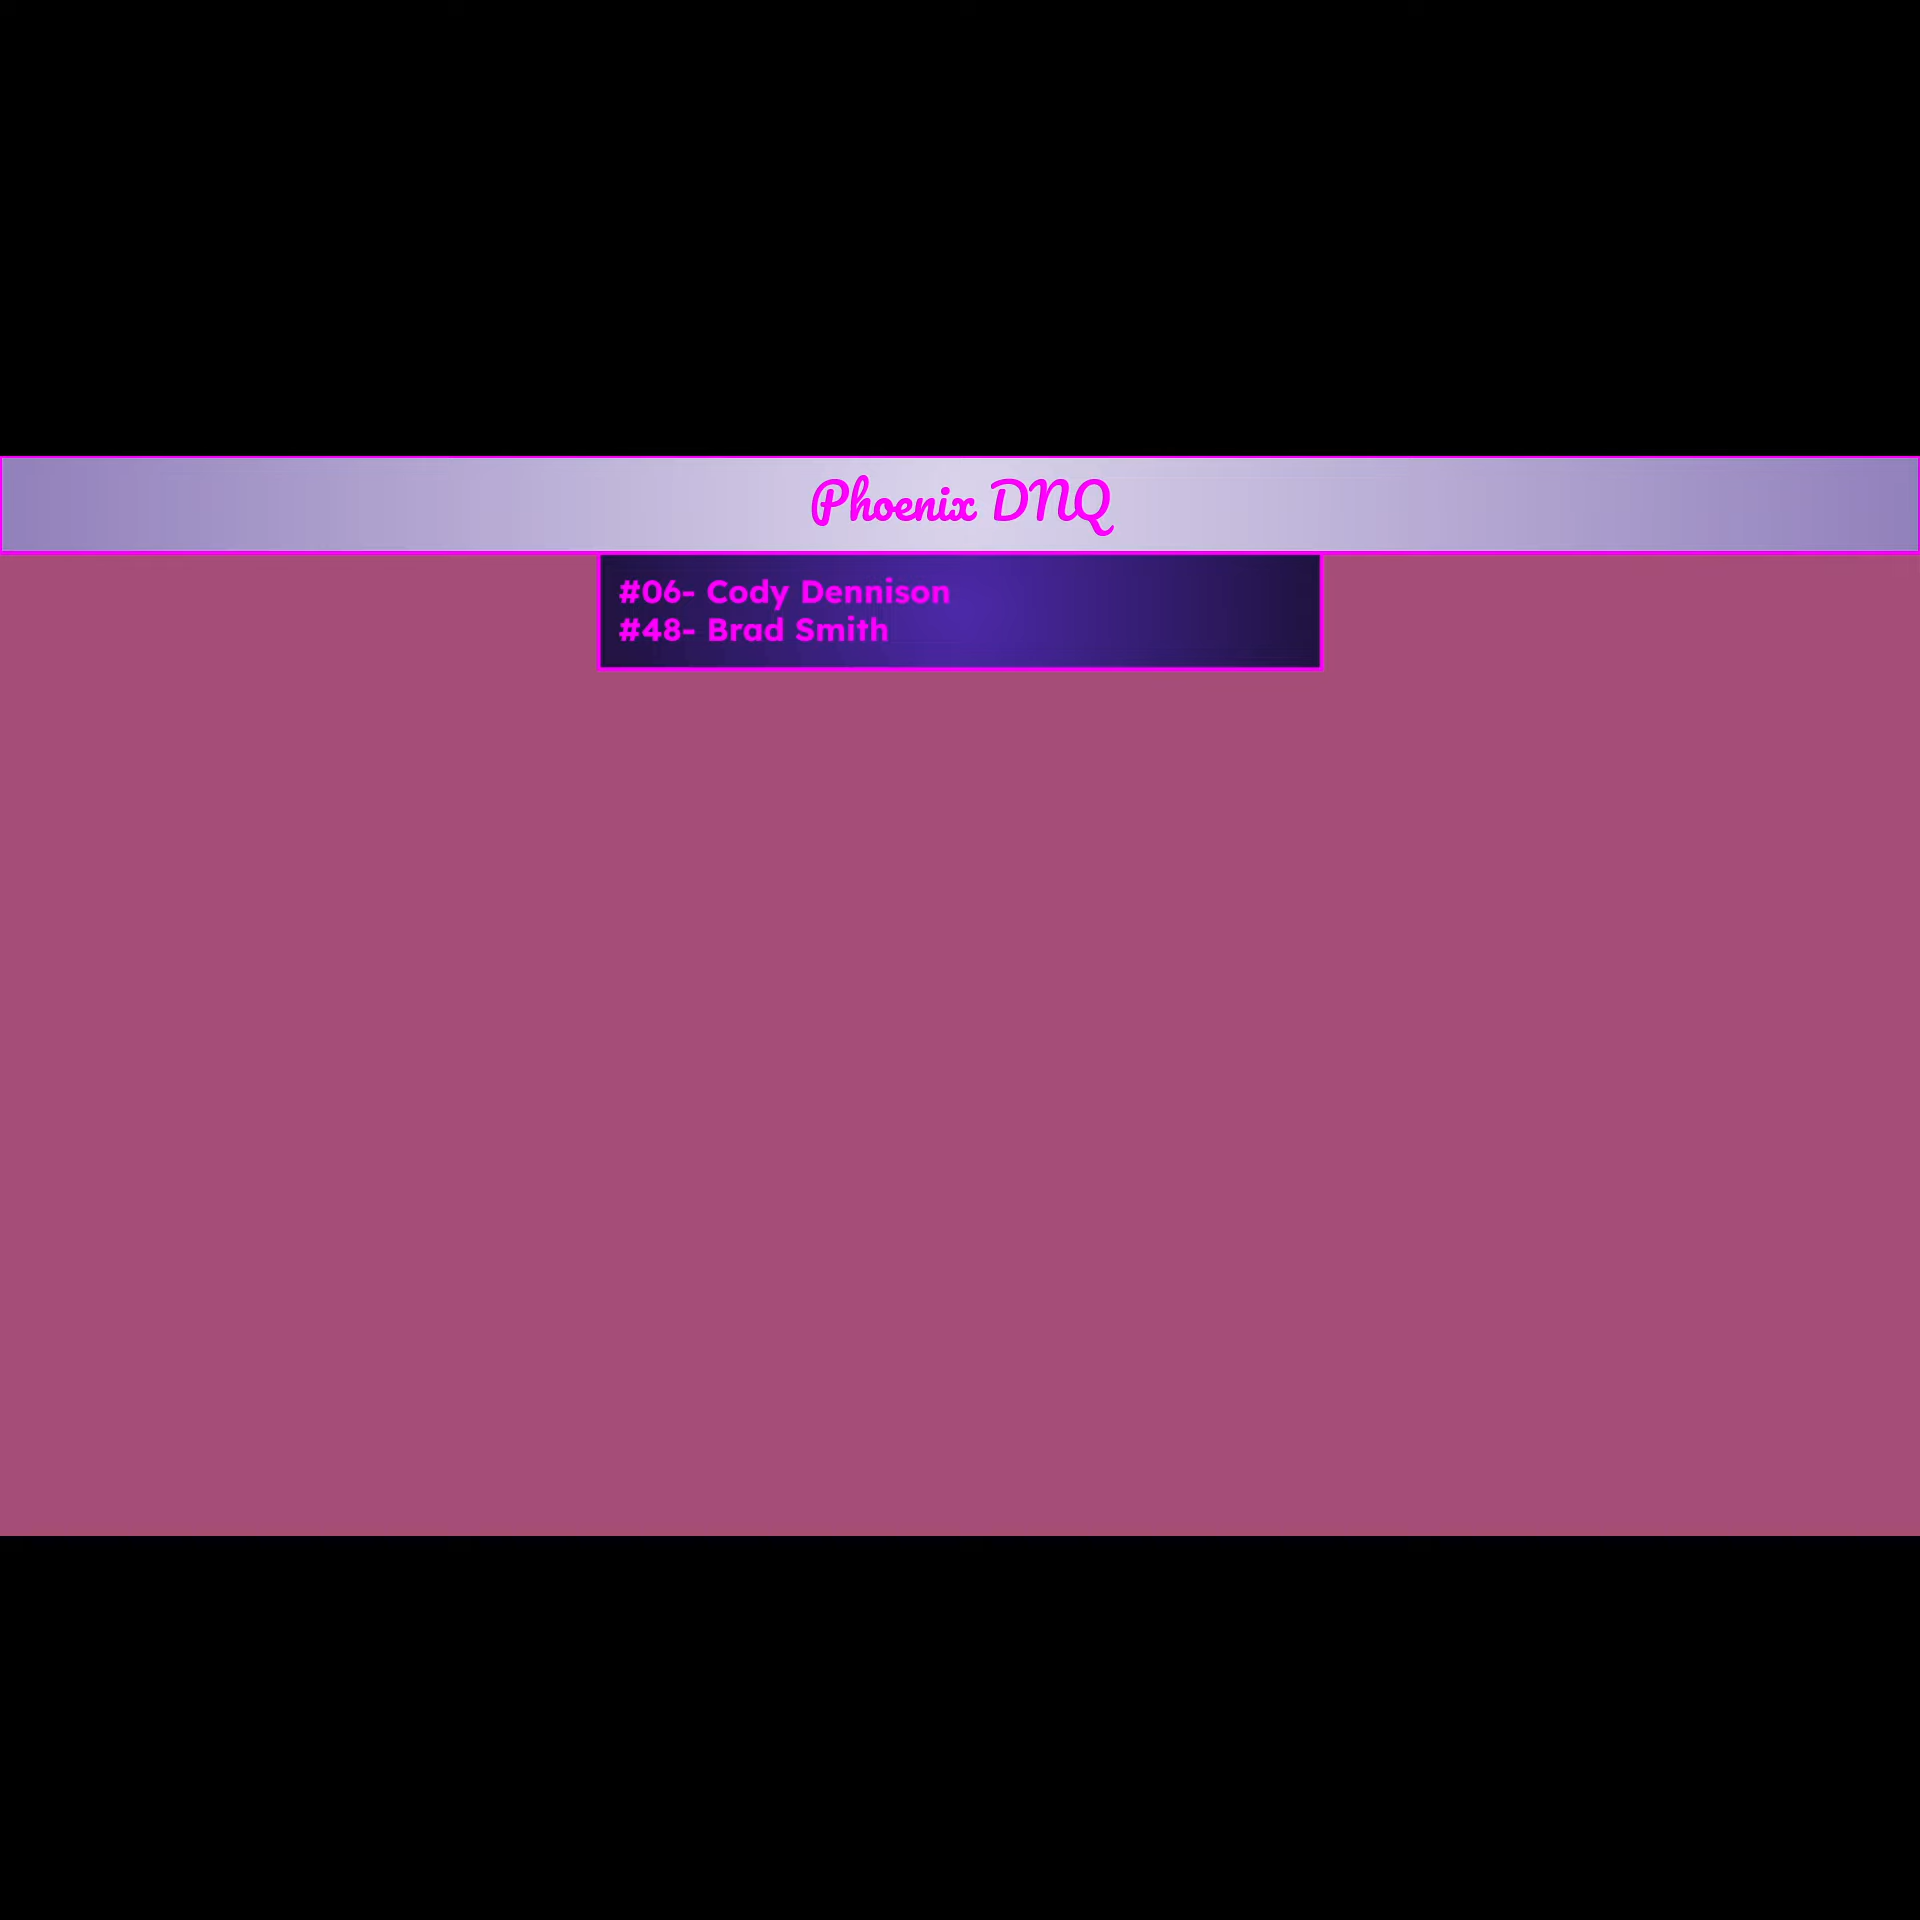 Phoenix DNQ
#06- Cody Dennison
#48- Brad Smith